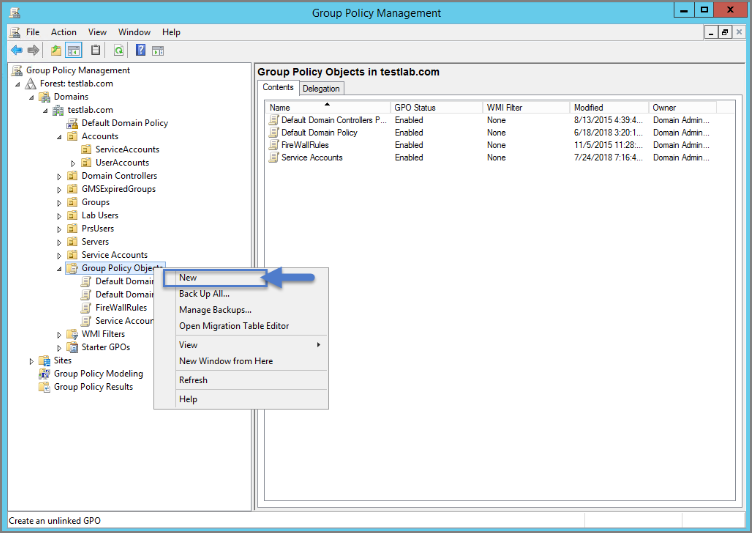 Group Policy Management
File Action View Window Help
Group Policy Management
Forest: testlab.com
Domains
testlab.com
Default Domain Policy
Accounts
ServiceAccounts
UserAccounts
Domain Controllers
GMSExpiredGroups
Groups
Lab Users
PrsUsers
Servers
Service Accounts
Group Policy Objects
Default Domain
Default Domain
FireWallRules
Service Accoun
WMI Filters
Starter GPOs
Sites
Group Policy Modeling
Group Policy Results
New
Back Up All...
Manage Backups...
Open Migration Table Editor
View
New Window from Here
Refresh
Help
Group Policy Objects in testlab.com
Contents Delegation
Name GPO Status WMI Filter Modified Owner
Default Domain Controllers P... Enabled None 8/13/2015 4:39:4... Domain Admin...
Default Domain Policy Enabled None 6/18/2018 3:20:1... Domain Admin...
FireWallRules Enabled None 11/5/2015 11:28:... Domain Admin...
Service Accounts Enabled None 7/24/2018 7:16:4... Domain Admin...
Create an unlinked GPO